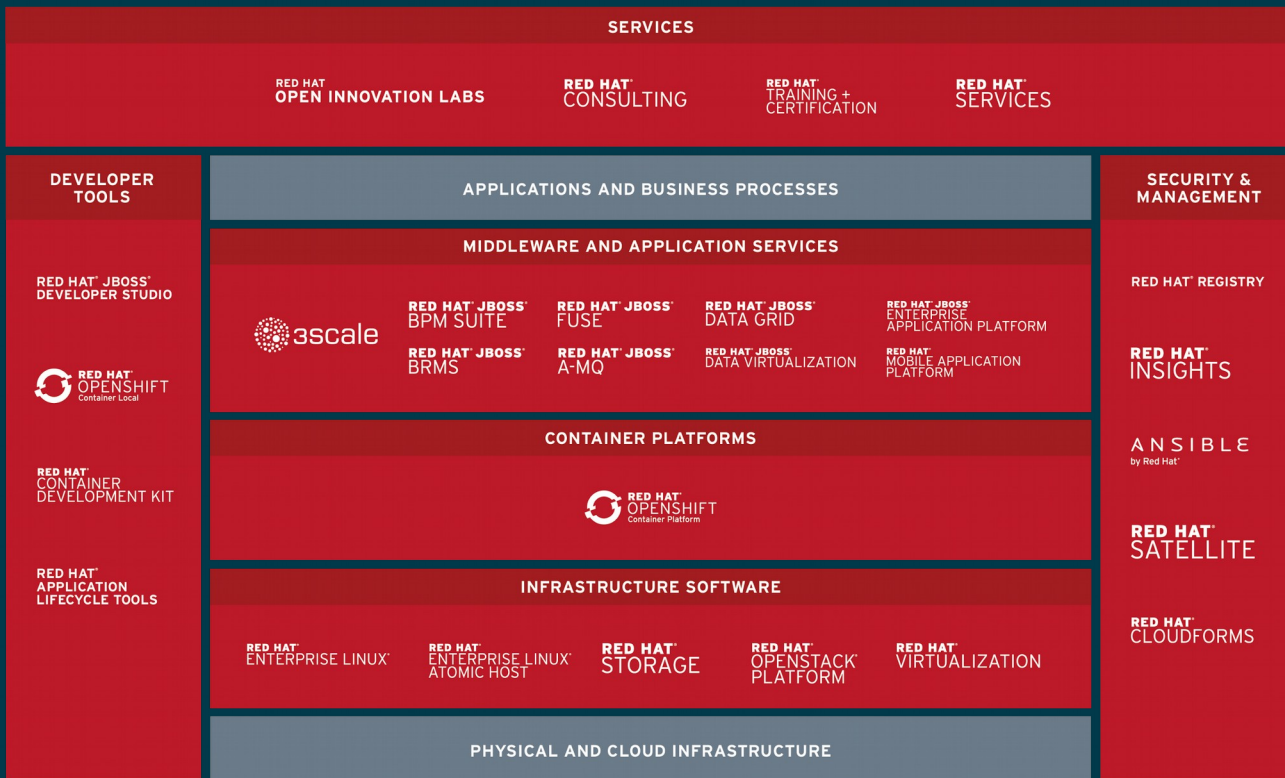 SERVICES
RED HAT
OPEN INNOVATION LABS
RED HAT®
CONSULTING
RED HAT®
TRAINING +
CERTIFICATION
RED HAT®
SERVICES
DEVELOPER
TOOLS
RED HAT® JBOSS®
DEVELOPER STUDIO
RED HAT®
OPENSHIFT
Container Local
RED HAT®
CONTAINER
DEVELOPMENT KIT
RED HAT®
APPLICATION
LIFECYCLE TOOLS
APPLICATIONS AND BUSINESS PROCESSES
MIDDLEWARE AND APPLICATION SERVICES
3scale
RED HAT® JBOSS®
BPM SUITE
RED HAT® JBOSS®
FUSE
RED HAT® JBOSS®
DATA GRID
RED HAT® JBOSS®
ENTERPRISE
APPLICATION PLATFORM
RED HAT® JBOSS®
BRMS
RED HAT® JBOSS®
A-MQ
RED HAT® JBOSS®
DATA VIRTUALIZATION
RED HAT®
MOBILE APPLICATION
PLATFORM
CONTAINER PLATFORMS
RED HAT®
OPENSHIFT
Container Platform
INFRASTRUCTURE SOFTWARE
RED HAT®
ENTERPRISE LINUX®
RED HAT®
ENTERPRISE LINUX®
ATOMIC HOST
RED HAT®
STORAGE
RED HAT®
OPENSTACK®
PLATFORM
RED HAT®
VIRTUALIZATION
PHYSICAL AND CLOUD INFRASTRUCTURE
SECURITY &
MANAGEMENT
RED HAT® REGISTRY
RED HAT®
INSIGHTS
ANSIBLE
by Red Hat®
RED HAT®
SATELLITE
RED HAT®
CLOUDFORMS